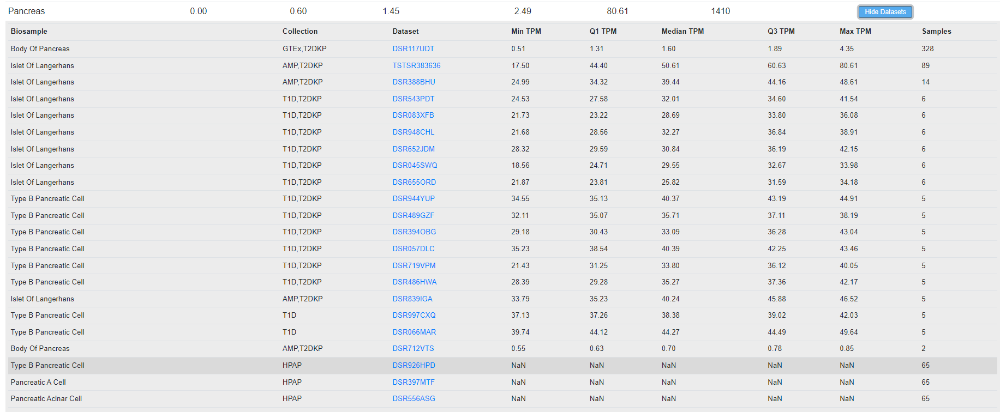 Pancreas 0.00 0.60 1.45 2.49 80.61 1410 Hide Datasets
Biosample Collection Dataset Min TPM Q1 TPM Median TPM Q3 TPM Max TPM Samples
Body Of Pancreas GTEx,T2DKP DSR117UDT 0.51 1.31 1.60 1.89 4.35 328
Islet Of Langerhans AMP,T2DKP TSTSR383636 17.50 44.40 50.61 60.63 80.61 89
Islet Of Langerhans AMP,T2DKP DSR388BHU 24.99 34.32 39.44 44.16 48.61 14
Islet Of Langerhans T1D,T2DKP DSR543PDT 24.53 27.58 32.01 34.60 41.54 6
Islet Of Langerhans T1D,T2DKP DSR083XFB 21.73 23.22 28.69 33.80 36.08 6
Islet Of Langerhans T1D,T2DKP DSR948CHL 21.68 28.56 32.27 36.84 38.91 6
Islet Of Langerhans T1D,T2DKP DSR652JDM 28.32 29.59 30.84 36.19 42.15 6
Islet Of Langerhans T1D,T2DKP DSR045SWQ 18.56 24.71 29.55 32.67 33.98 6
Islet Of Langerhans T1D,T2DKP DSR655ORD 21.87 23.81 25.82 31.59 34.18 6
Type B Pancreatic Cell T1D,T2DKP DSR944YUP 34.55 35.13 40.37 43.19 44.91 5
Type B Pancreatic Cell T1D,T2DKP DSR489GZF 32.11 35.07 35.71 37.11 38.19 5
Type B Pancreatic Cell T1D,T2DKP DSR394OBG 29.18 30.43 33.09 36.28 43.04 5
Type B Pancreatic Cell T1D,T2DKP DSR057DLC 35.23 38.54 40.39 42.25 43.46 5
Type B Pancreatic Cell T1D,T2DKP DSR719VPM 21.43 31.25 33.80 36.12 40.05 5
Type B Pancreatic Cell T1D,T2DKP DSR486HWA 28.39 29.28 35.27 37.36 42.17 5
Islet Of Langerhans AMP,T2DKP DSR839IGA 33.79 35.23 40.24 45.88 46.52 5
Type B Pancreatic Cell T1D DSR997CXQ 37.13 37.26 38.38 39.02 42.03 5
Type B Pancreatic Cell T1D DSR066MAR 39.74 44.12 44.27 44.49 49.64 5
Body Of Pancreas AMP,T2DKP DSR712VTS 0.55 0.63 0.70 0.78 0.85 2
Type B Pancreatic Cell HPAP DSR926HPD NaN NaN NaN NaN NaN 65
Pancreatic A Cell HPAP DSR397MTF NaN NaN NaN NaN NaN 65
Pancreatic Acinar Cell HPAP DSR556ASG NaN NaN NaN NaN NaN 65